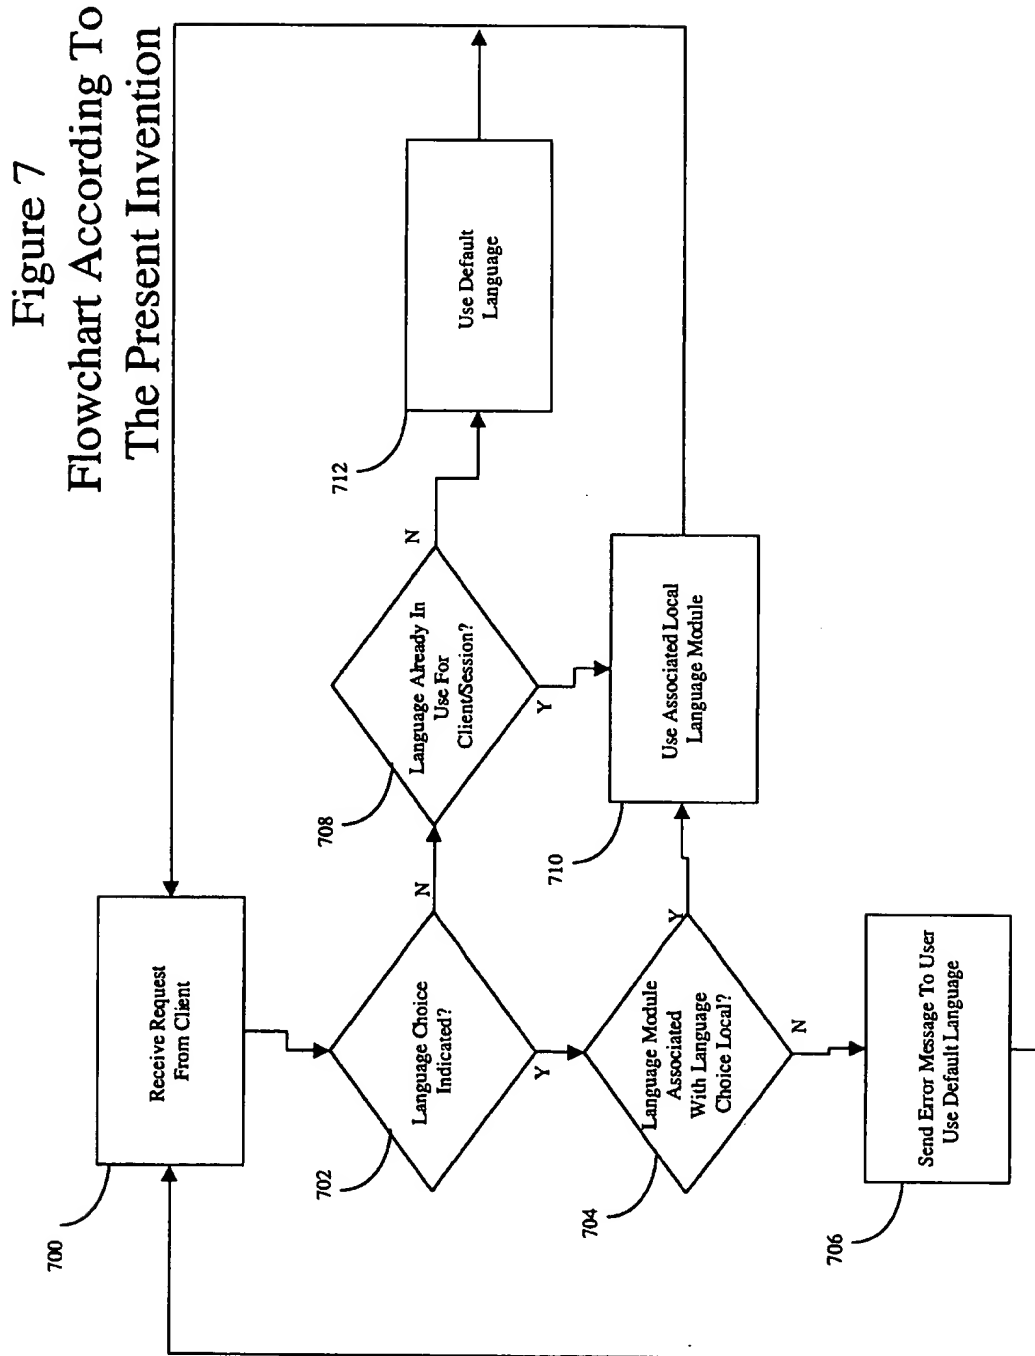 Figure 7
Flowchart According To
The Present Invention
700
Receive Request
From Client
702
Language Choice
Indicated?
N
Y
708
Language Already In
Use For
Client/Session?
N
Y
712
Use Default
Language
704
Language Module
Associated
With Language
Choice Local?
Y
N
710
Use Associated Local
Language Module
706
Send Error Message To User
Use Default Language